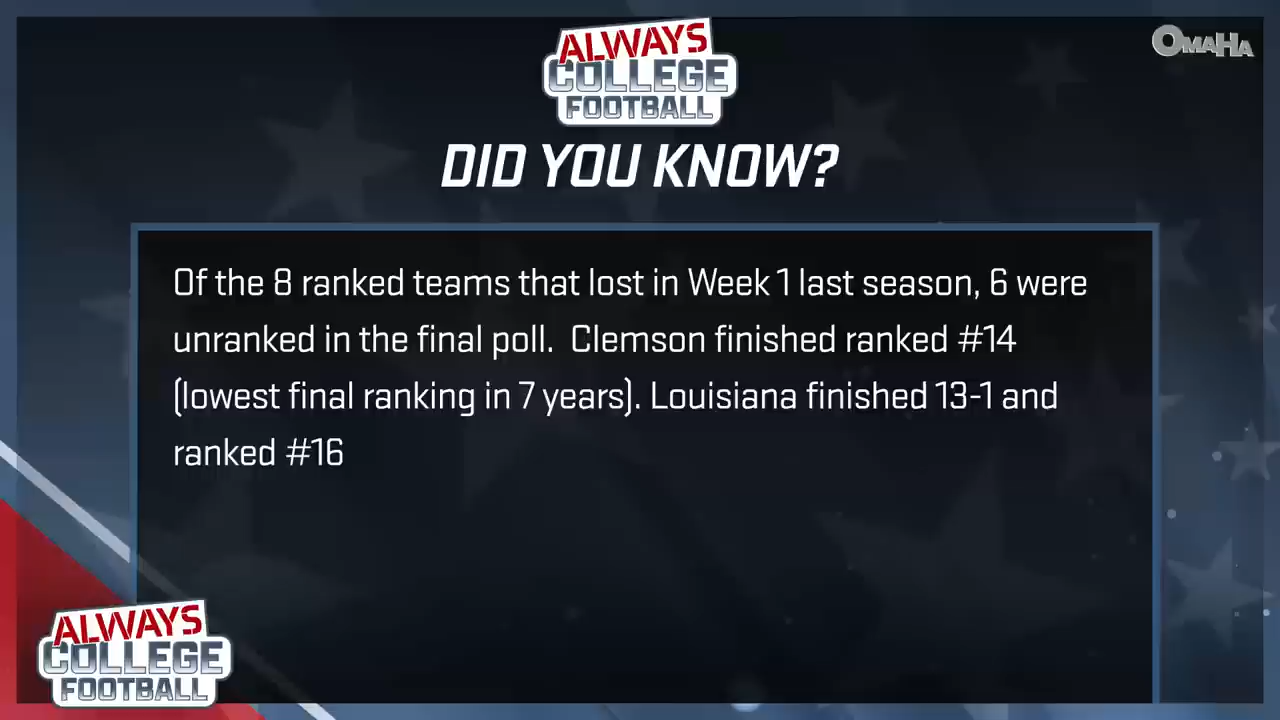 ALWAYS
COLLEGE
FOOTBALL
OMAHA
DID YOU KNOW?
Of the 8 ranked teams that lost in Week 1 last season, 6 were
unranked in the final poll.  Clemson finished ranked #14
(lowest final ranking in 7 years). Louisiana finished 13-1 and
ranked #16
ALWAYS
COLLEGE
FOOTBALL